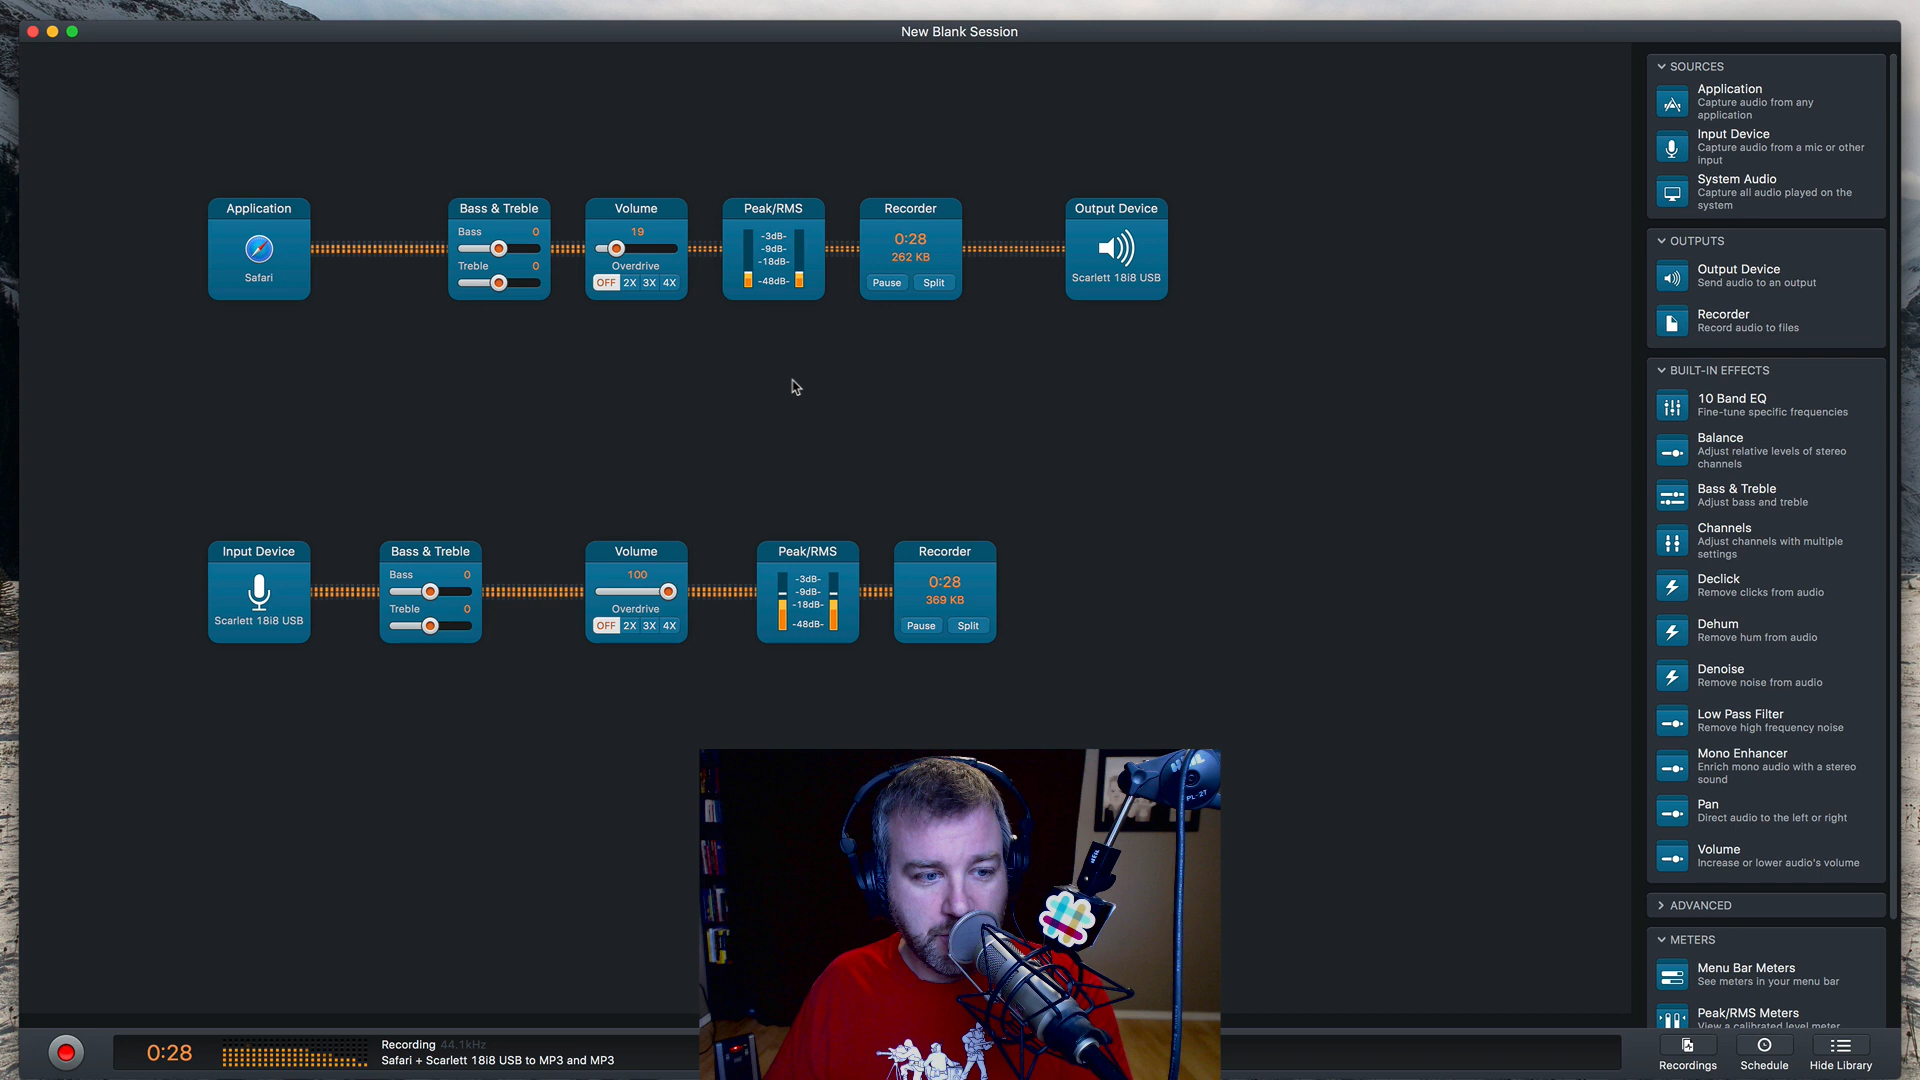 New Blank Session
Application
Safari
Bass & Treble
Bass 0
Treble 0
Volume
19
Overdrive
OFF 2X 3X 4X
Peak/RMS
-3dB-
-9dB-
-18dB-
-48dB-
Recorder
0:28
262 KB
Pause Split
Output Device
Scarlett 18i8 USB
Input Device
Scarlett 18i8 USB
Bass & Treble
Bass 0
Treble 0
Volume
100
Overdrive
OFF 2X 3X 4X
Peak/RMS
-3dB-
-9dB-
-18dB-
-48dB-
Recorder
0:28
369 KB
Pause Split
SOURCES
Application
Capture audio from any
application
Input Device
Capture audio from a mic or other
input
System Audio
Capture all audio played on the
system
OUTPUTS
Output Device
Send audio to an output
Recorder
Record audio to files
BUILT-IN EFFECTS
10 Band EQ
Fine-tune specific frequencies
Balance
Adjust relative levels of stereo
channels
Bass & Treble
Adjust bass and treble
Channels
Adjust channels with multiple
settings
Declick
Remove clicks from audio
Dehum
Remove hum from audio
Denoise
Remove noise from audio
Low Pass Filter
Remove high frequency noise
Mono Enhancer
Enrich mono audio with a stereo
sound
Pan
Direct audio to the left or right
Volume
Increase or lower audio's volume
ADVANCED
METERS
Menu Bar Meters
See meters in your menu bar
Peak/RMS Meters
View a calibrated level meter
PL-2T
0:28
Recording 44.1kHz
Safari + Scarlett 18i8 USB to MP3 and MP3
Recordings
Schedule
Hide Library